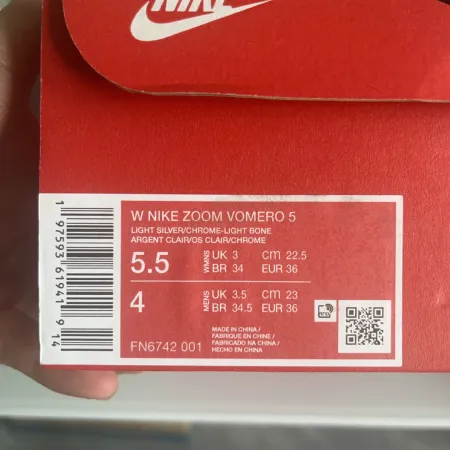 NIKE
W NIKE ZOOM VOMERO 5
LIGHT SILVER/CHROME-LIGHT BONE
ARGENT CLAIR/OS CLAIR/CHROME
5.5 WMNS UK 3 CM 22.5
BR 34 EUR 36
4 MENS UK 3.5 CM 23
BR 34.5 EUR 36
MADE IN CHINA /
FABRIQUE EN CHINE /
FABRICADO NA CHINA /
HECHO EN CHINA
FN6742 001
1 97593 61941 9 14